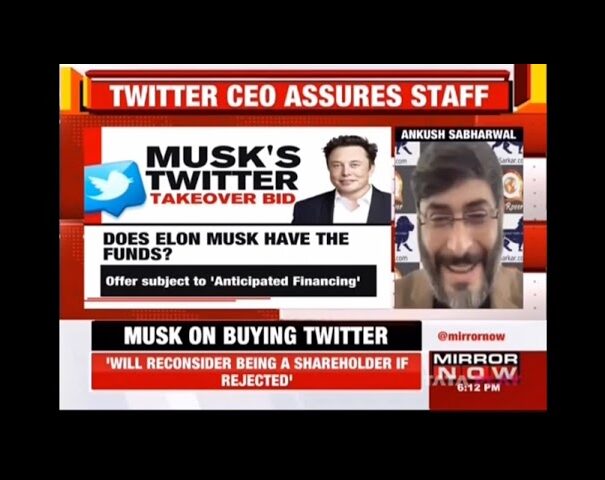 TWITTER CEO ASSURES STAFF
MUSK'S
TWITTER
TAKEOVER BID
ANKUSH SABHARWAL
DOES ELON MUSK HAVE THE
FUNDS?
Offer subject to 'Anticipated Financing'
MUSK ON BUYING TWITTER
'WILL RECONSIDER BEING A SHAREHOLDER IF
REJECTED'
@mirrornow
MIRROR
NOW
6:12 PM